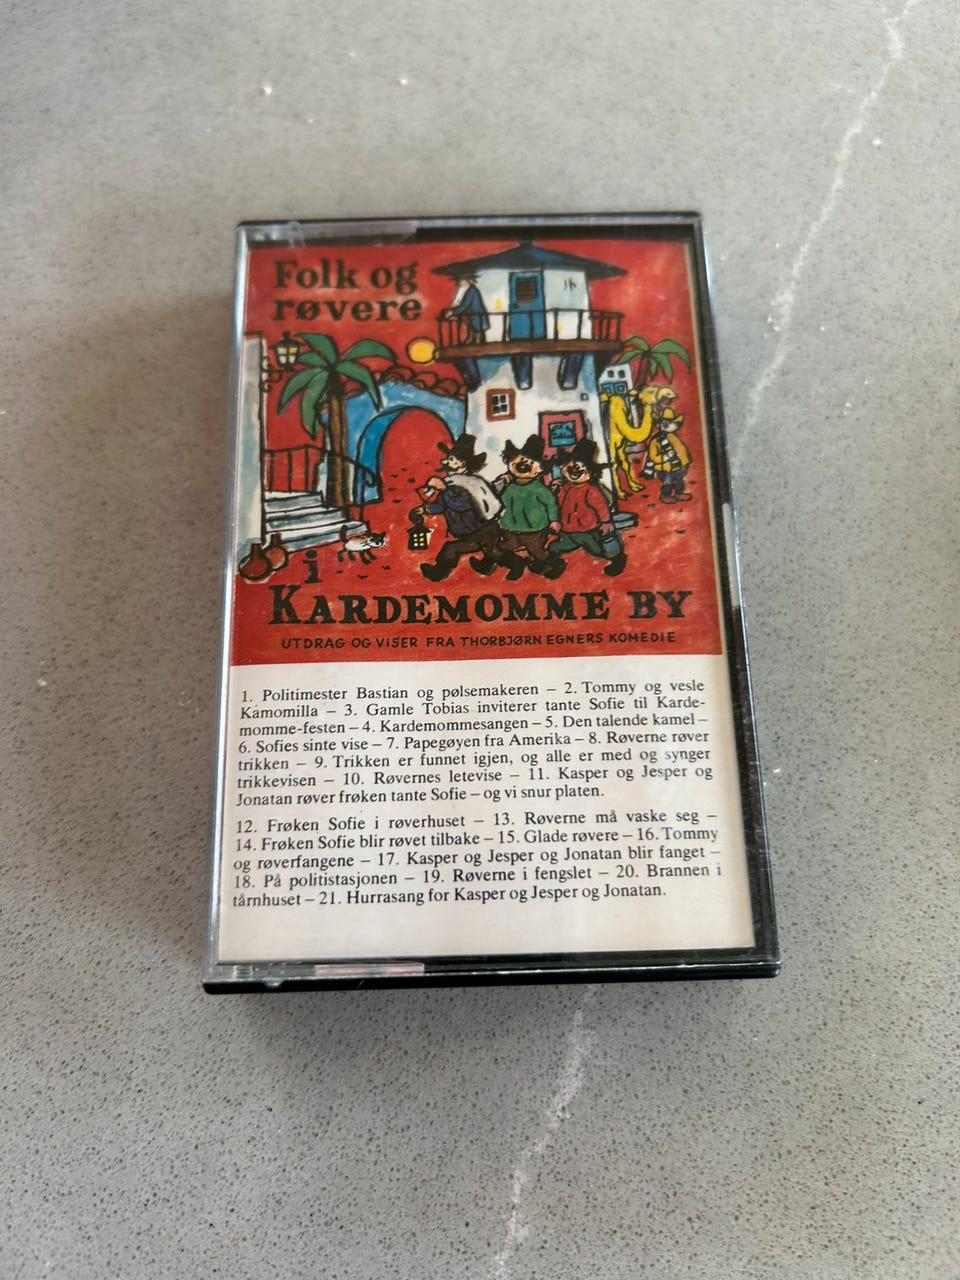 Folk og
røvere
i
KARDEMOMME BY
UTDRAG OG VISER FRA THORBJØRN EGNERS KOMEDIE
1. Politimester Bastian og pølsemakeren – 2. Tommy og vesle
Kamomilla – 3. Gamle Tobias inviterer tante Sofie til Karde-
momme-festen – 4. Kardemommesangen – 5. Den talende kamel –
6. Sofies sinte vise – 7. Papegøyen fra Amerika – 8. Røverne røver
trikken – 9. Trikken er funnet igjen, og alle er med og synger
trikkevisen – 10. Røvernes letevise – 11. Kasper og Jesper og
Jonatan røver frøken tante Sofie – og vi snur platen.
12. Frøken Sofie i røverhuset – 13. Røverne må vaske seg –
14. Frøken Sofie blir røvet tilbake – 15. Glade røvere – 16. Tommy
og røverfangene – 17. Kasper og Jesper og Jonatan blir fanget –
18. På politistasjonen – 19. Røverne i fengslet – 20. Brannen i
tårnhuset – 21. Hurrasang for Kasper og Jesper og Jonatan.